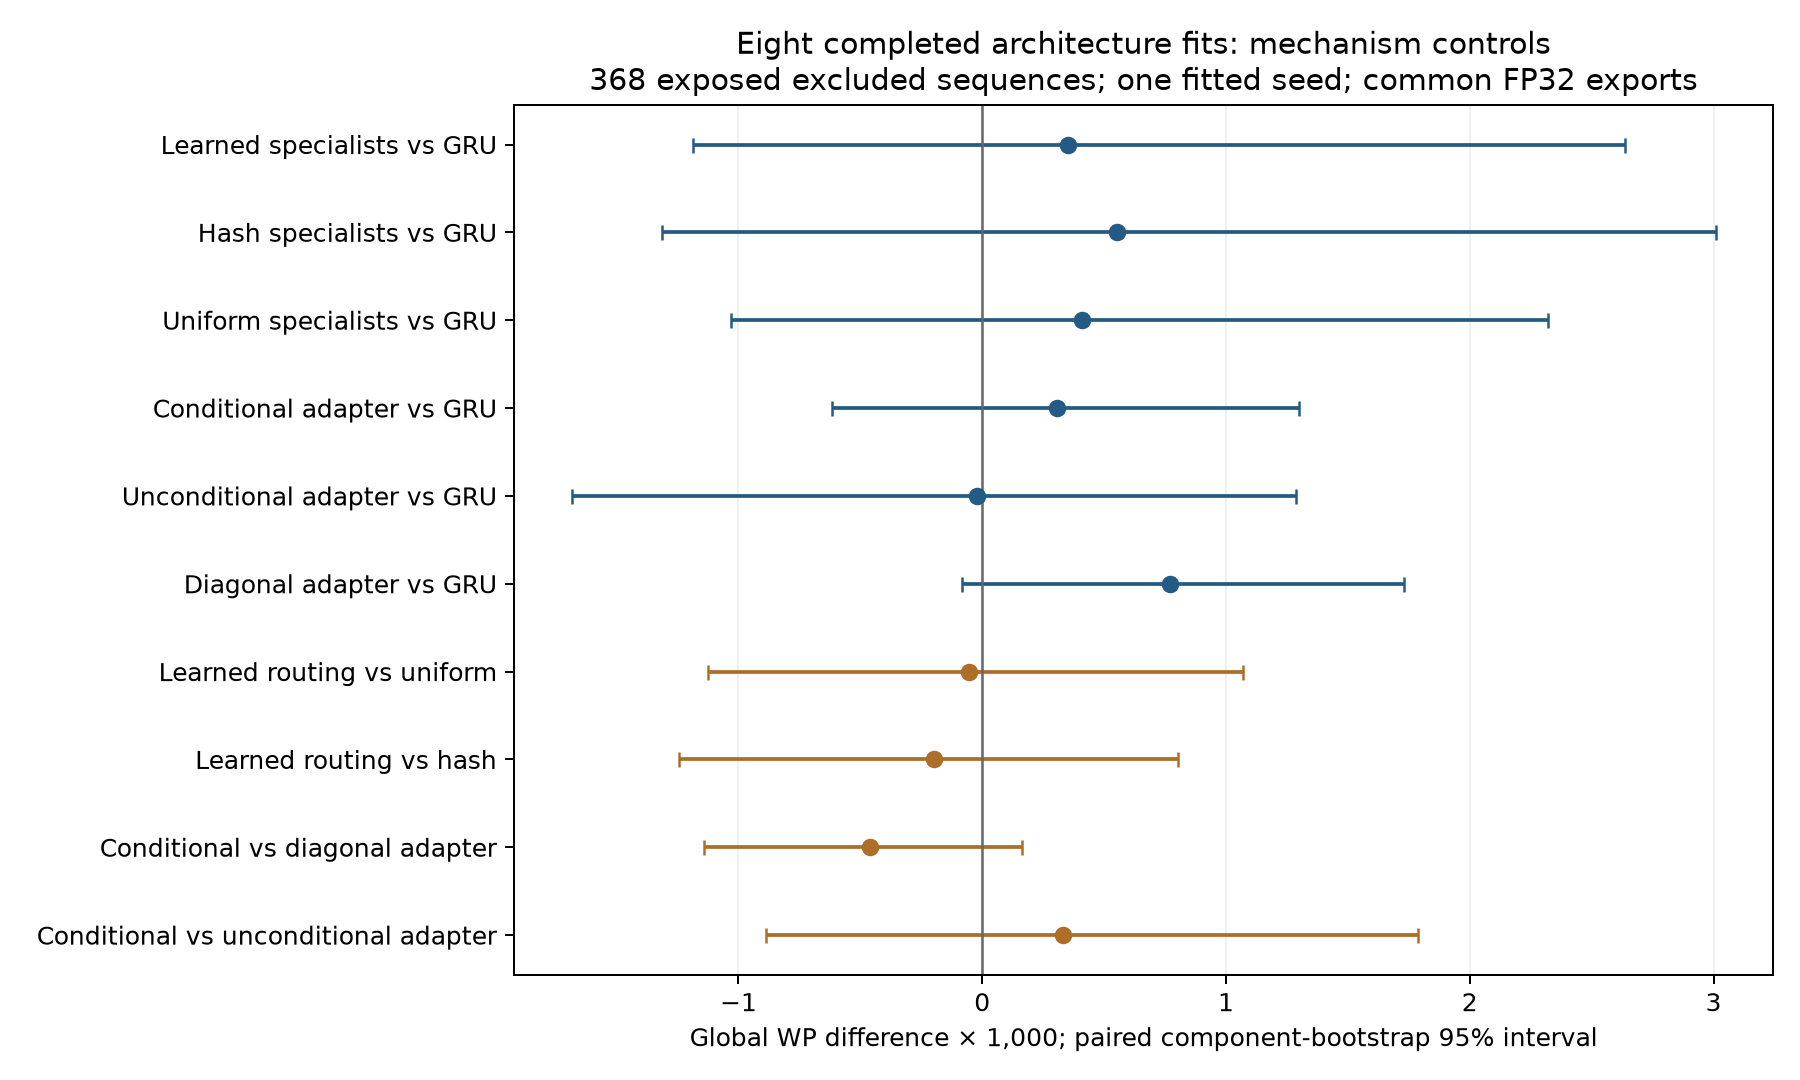 Eight completed architecture fits: mechanism controls
368 exposed excluded sequences; one fitted seed; common FP32 exports
Learned specialists vs GRU
Hash specialists vs GRU
Uniform specialists vs GRU
Conditional adapter vs GRU
Unconditional adapter vs GRU
Diagonal adapter vs GRU
Learned routing vs uniform
Learned routing vs hash
Conditional vs diagonal adapter
Conditional vs unconditional adapter
−1 0 1 2 3
Global WP difference × 1,000; paired component-bootstrap 95% interval